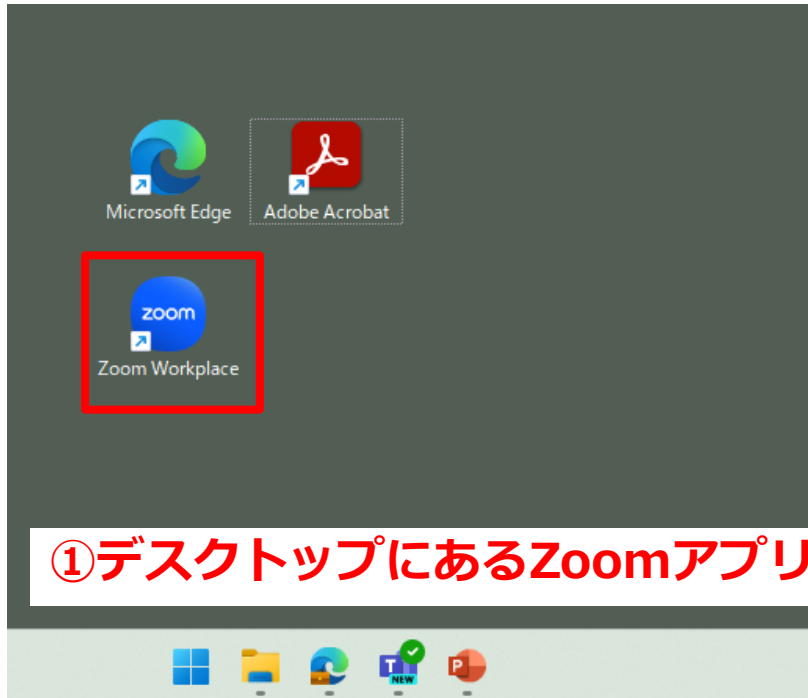 Microsoft Edge
Adobe Acrobat
zoom
Zoom Workplace
①デスクトップにあるZoomアプリ
T
NEW
P